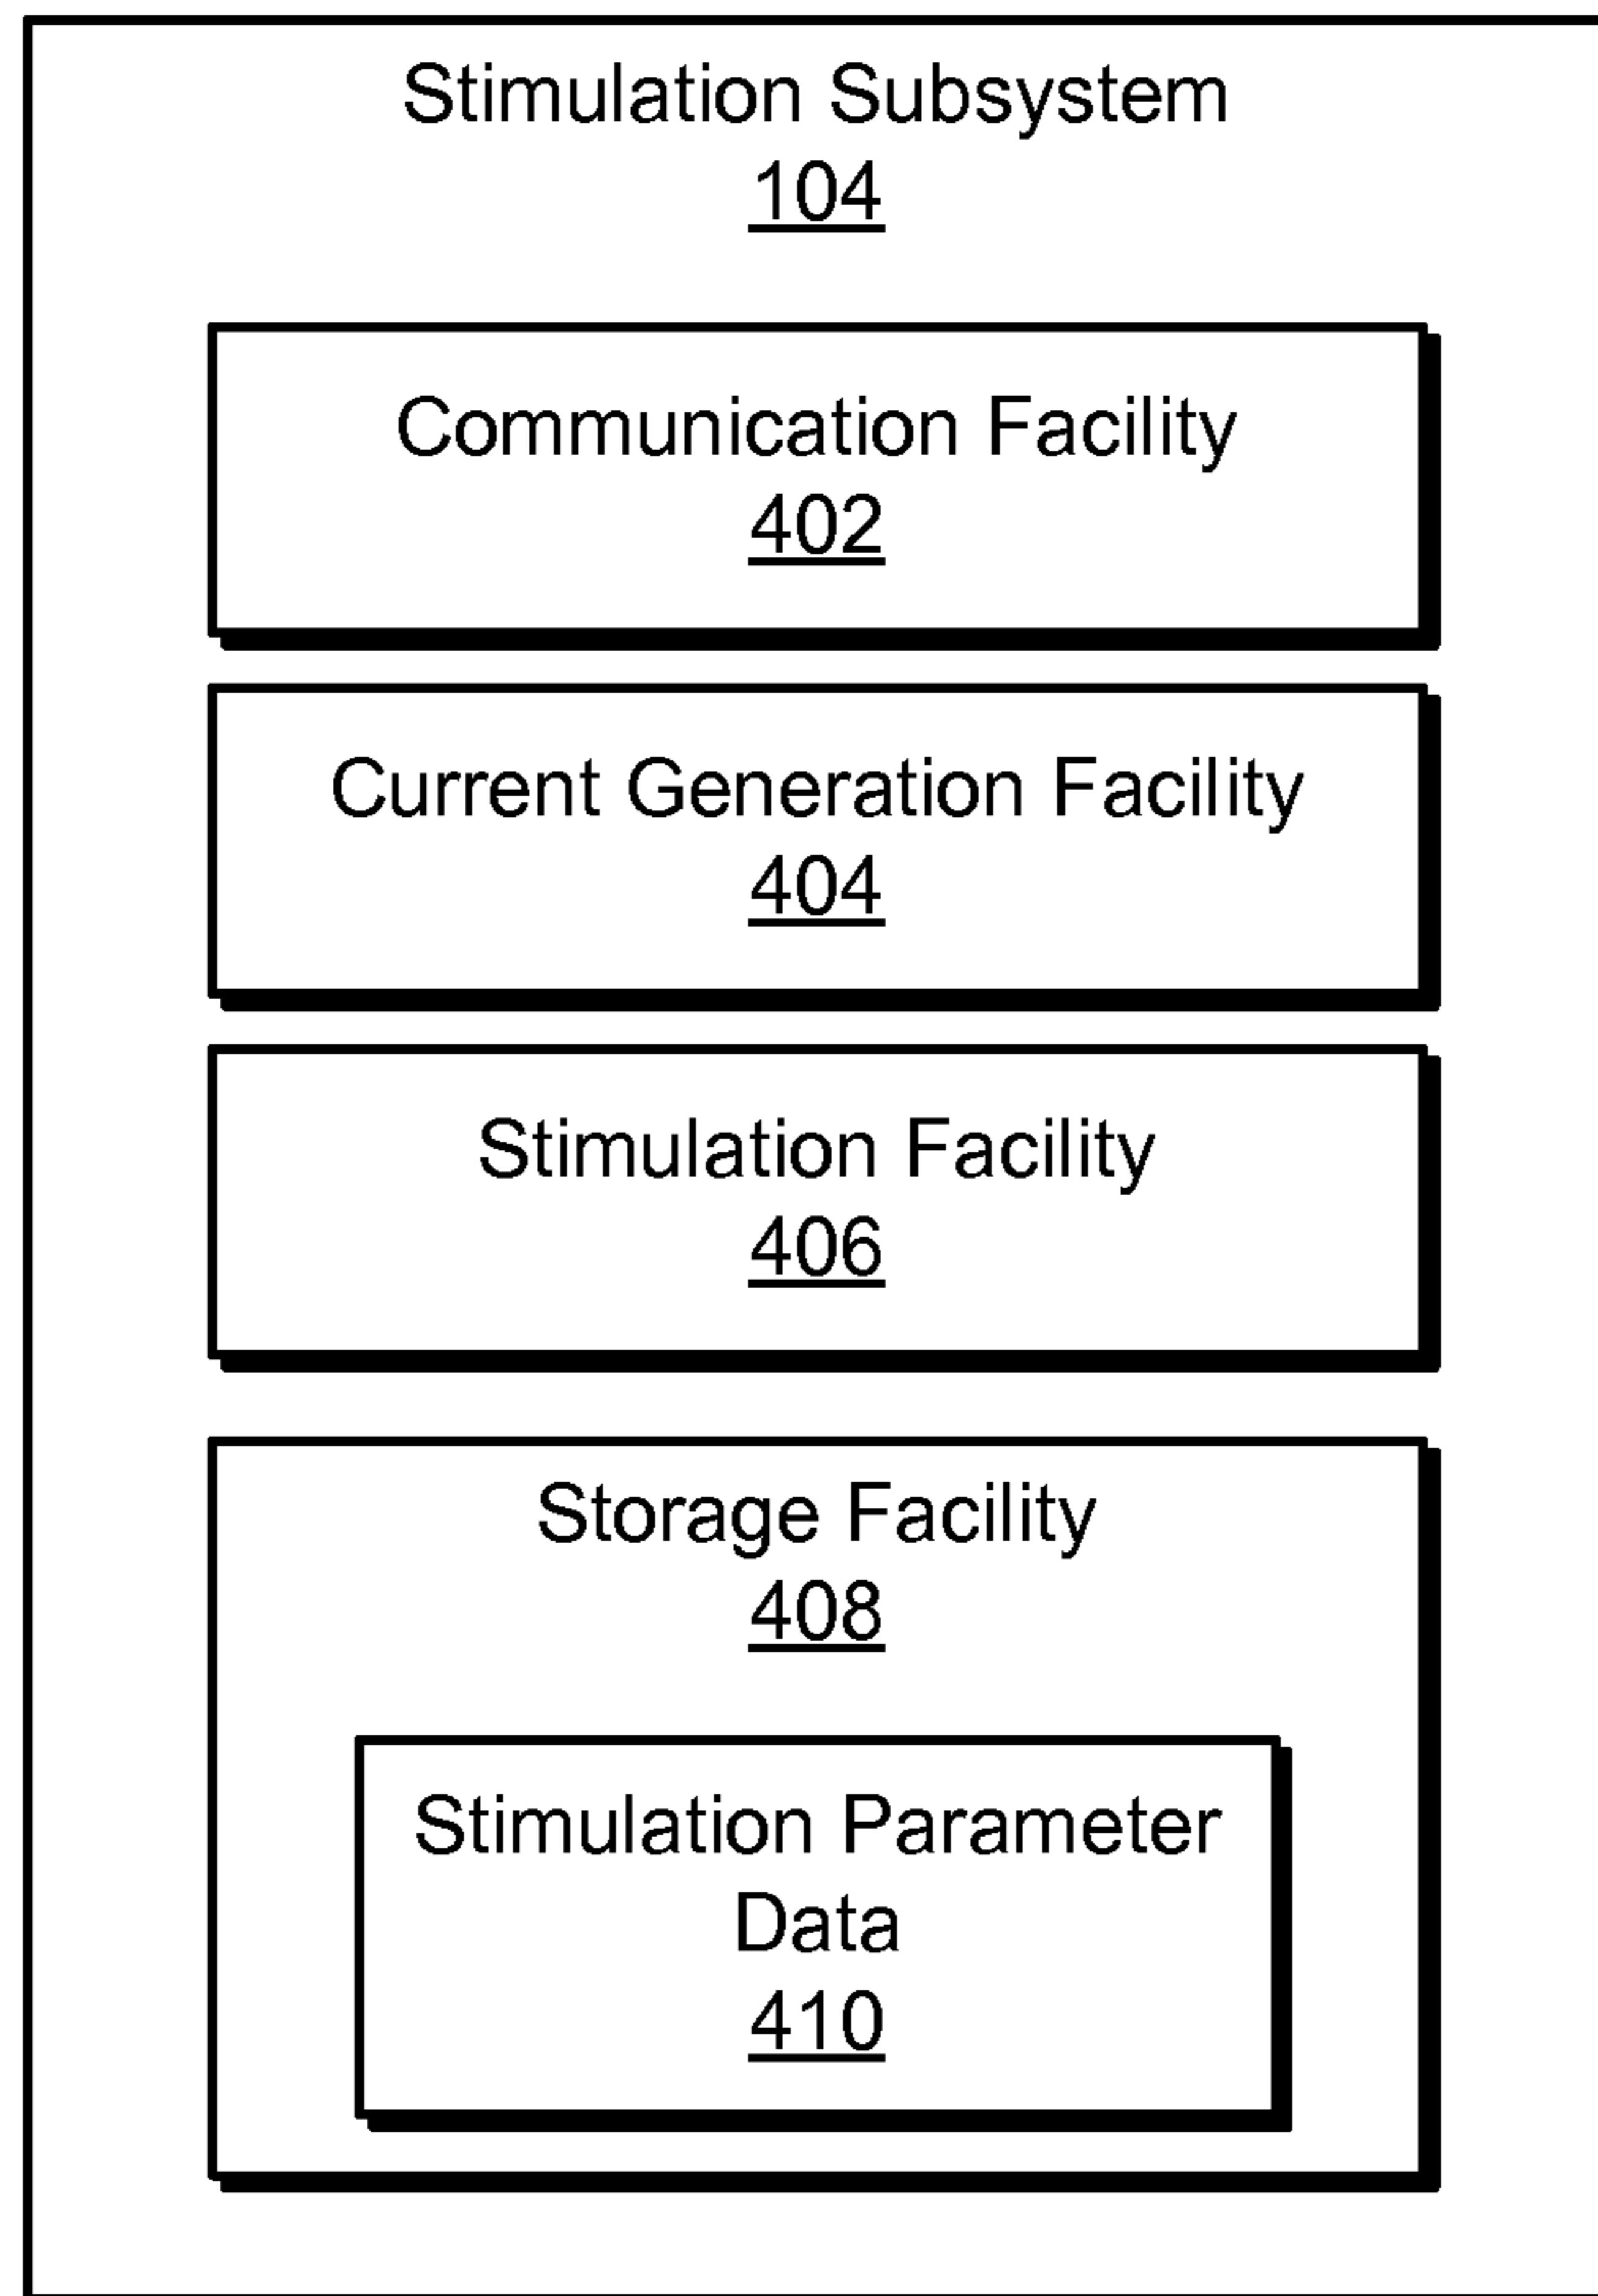 Stimulation Subsystem
104
Communication Facility
402
Current Generation Facility
404
Stimulation Facility
406
Storage Facility
408
Stimulation Parameter
Data
410